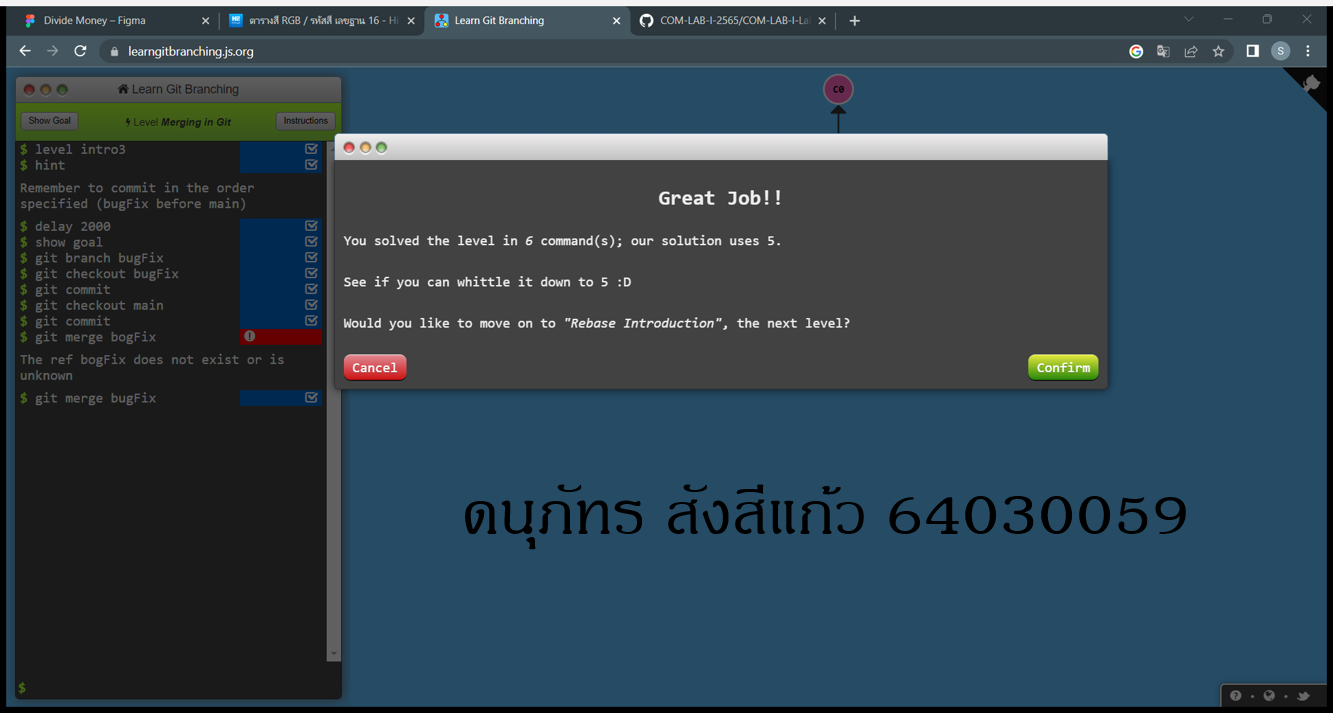 Divide Money – Figma
ตารางสี RGB / รหัสสี เลขฐาน 16 - Hi
Learn Git Branching
COM-LAB-I-2565/COM-LAB-I-La
learngitbranching.js.org
S
Learn Git Branching
Show Goal
Level Merging in Git
Instructions
c0
$ level intro3
$ hint
Remember to commit in the order
specified (bugFix before main)
$ delay 2000
$ show goal
$ git branch bugFix
$ git checkout bugFix
$ git commit
$ git checkout main
$ git commit
$ git merge bogFix
The ref bogFix does not exist or is
unknown
$ git merge bugFix
$
Great Job!!
You solved the level in 6 command(s); our solution uses 5.
See if you can whittle it down to 5 :D
Would you like to move on to "Rebase Introduction", the next level?
Cancel
Confirm
ดนุภัทร สังสีแก้ว 64030059